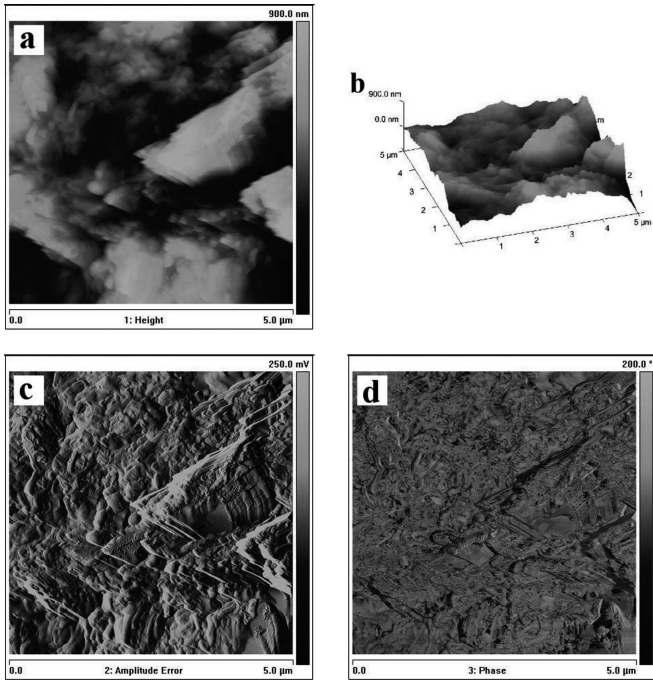 900.0 nm
a
0.0 1: Height 5.0 µm
b
900.0 nm
0.0 nm
m
5 µm
4
3
2
1
1
2
3
4
5 µm
1
2
250.0 mV
c
0.0 2: Amplitude Error 5.0 µm
200.0 °
d
0.0 3: Phase 5.0 µm